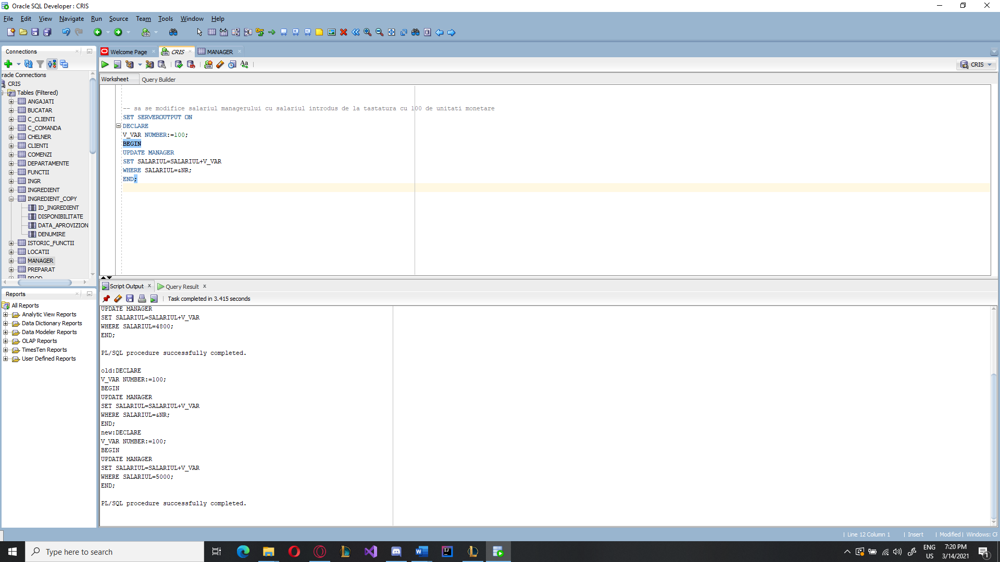 Oracle SQL Developer : CRIS
File Edit View Navigate Run Source Team Tools Window Help
Connections
Welcome Page
CRIS
MANAGER
CRIS
Worksheet
Query Builder
racle Connections
CRIS
Tables (Filtered)
ANGAJATI
BUCATAR
C_CLIENTI
C_COMANDA
CHELNER
CLIENTI
COMENZI
DEPARTAMENTE
FUNCTII
INGR
INGREDIENT
INGREDIENT_COPY
ID_INGREDIENT
DISPONIBILITATE
DATA_APROVIZION
DENUMIRE
ISTORIC_FUNCTII
LOCATII
MANAGER
PREPARAT
PROD
-- sa se modifice salariul managerului cu salariul introdus de la tastatura cu 100 de unitati monetare
SET SERVEROUTPUT ON
DECLARE
V_VAR NUMBER:=100;
BEGIN
UPDATE MANAGER
SET SALARIUL=SALARIUL+V_VAR
WHERE SALARIUL=&NR;
END;
Reports
All Reports
Analytic View Reports
Data Dictionary Reports
Data Modeler Reports
OLAP Reports
TimesTen Reports
User Defined Reports
Script Output x
Query Result x
Task completed in 3.415 seconds
UPDATE MANAGER
SET SALARIUL=SALARIUL+V_VAR
WHERE SALARIUL=4800;
END;
PL/SQL procedure successfully completed.
old:DECLARE
V_VAR NUMBER:=100;
BEGIN
UPDATE MANAGER
SET SALARIUL=SALARIUL+V_VAR
WHERE SALARIUL=&NR;
END;
new:DECLARE
V_VAR NUMBER:=100;
BEGIN
UPDATE MANAGER
SET SALARIUL=SALARIUL+V_VAR
WHERE SALARIUL=5000;
END;
PL/SQL procedure successfully completed.
Line 12 Column 1 | Insert | Modified | Windows: CF
Type here to search
ENG
US
7:20 PM
3/14/2021
1